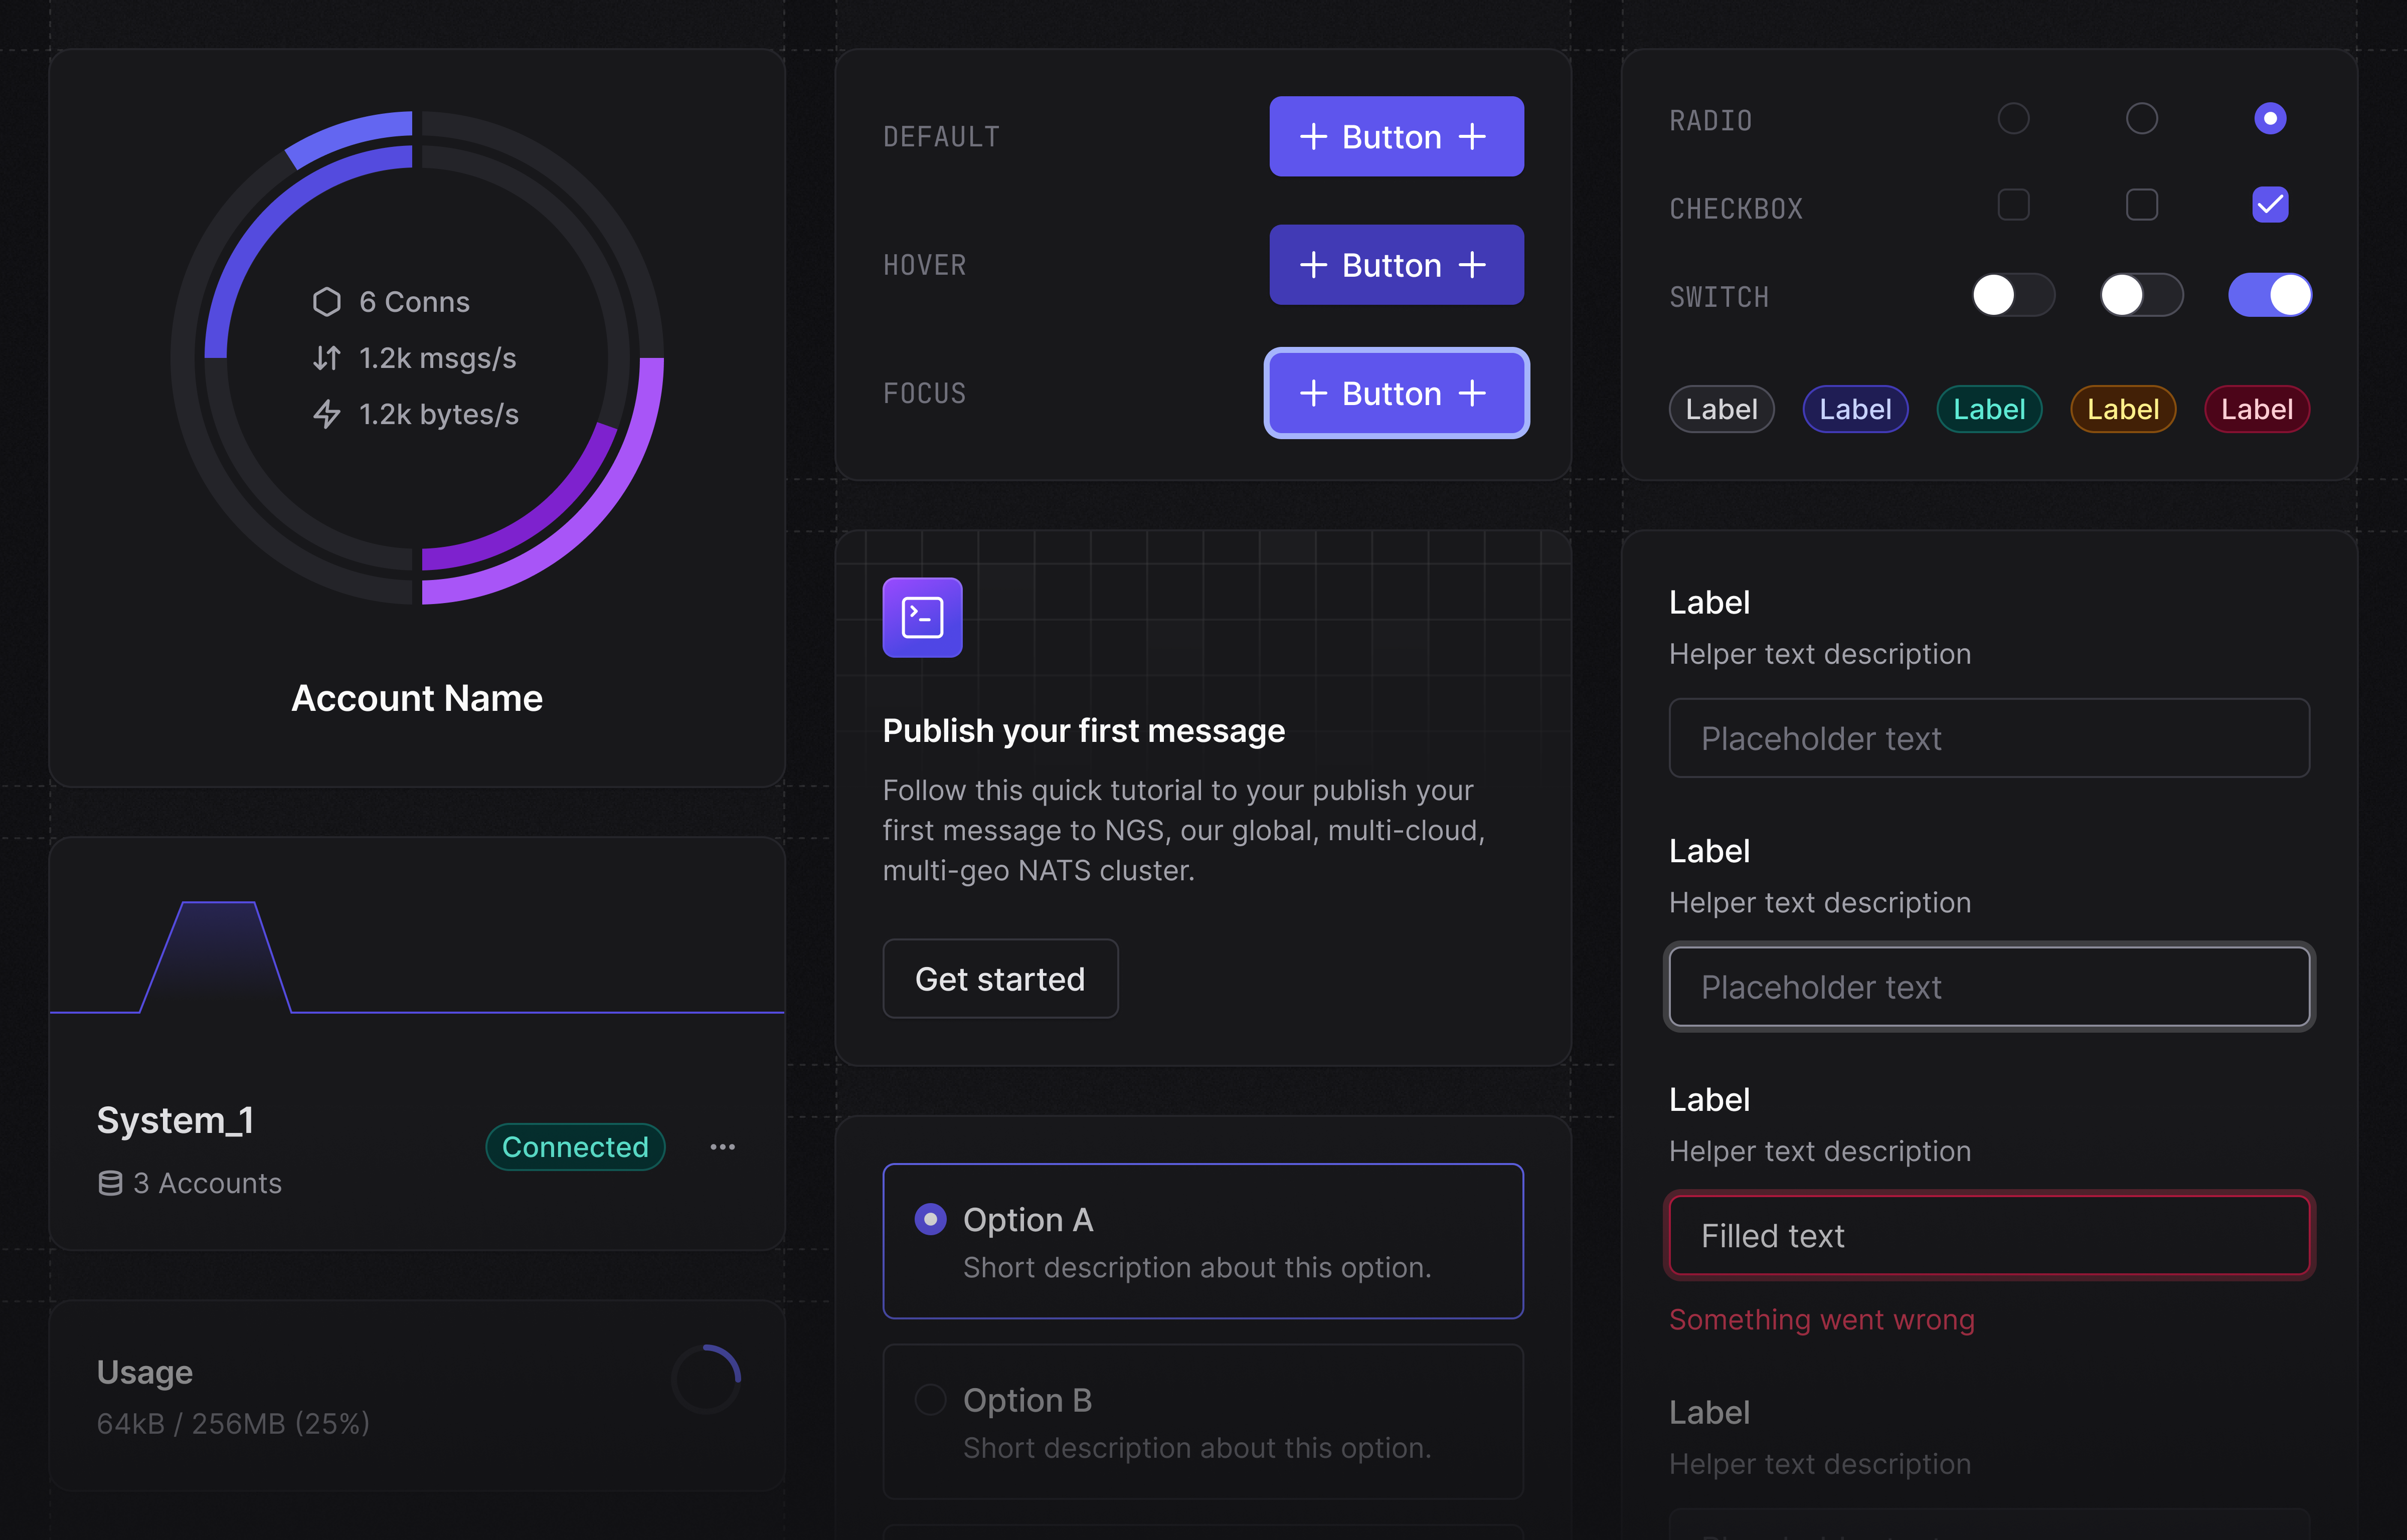 6 Conns
1.2k msgs/s
1.2k bytes/s
Account Name
System_1
3 Accounts
Connected
Usage
64kB / 256MB (25%)
DEFAULT
Button
HOVER
Button
FOCUS
Button
Publish your first message
Follow this quick tutorial to your publish your
first message to NGS, our global, multi-cloud,
multi-geo NATS cluster.
Get started
Option A
Short description about this option.
Option B
Short description about this option.
RADIO
CHECKBOX
SWITCH
Label Label Label Label Label
Label
Helper text description
Placeholder text
Label
Helper text description
Placeholder text
Label
Helper text description
Filled text
Something went wrong
Label
Helper text description